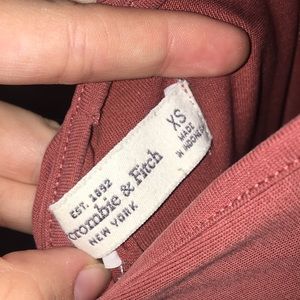 EST. 1892
crombie & Fitch
NEW YORK
XS
MADE
IN INDONESIA